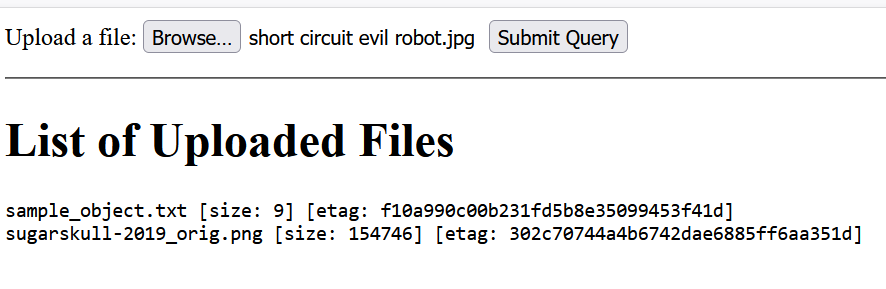 Upload a file: Browse... short circuit evil robot.jpg Submit Query
List of Uploaded Files
sample_object.txt [size: 9] [etag: f10a990c00b231fd5b8e35099453f41d]
sugarskull-2019_orig.png [size: 154746] [etag: 302c70744a4b6742dae6885ff6aa351d]